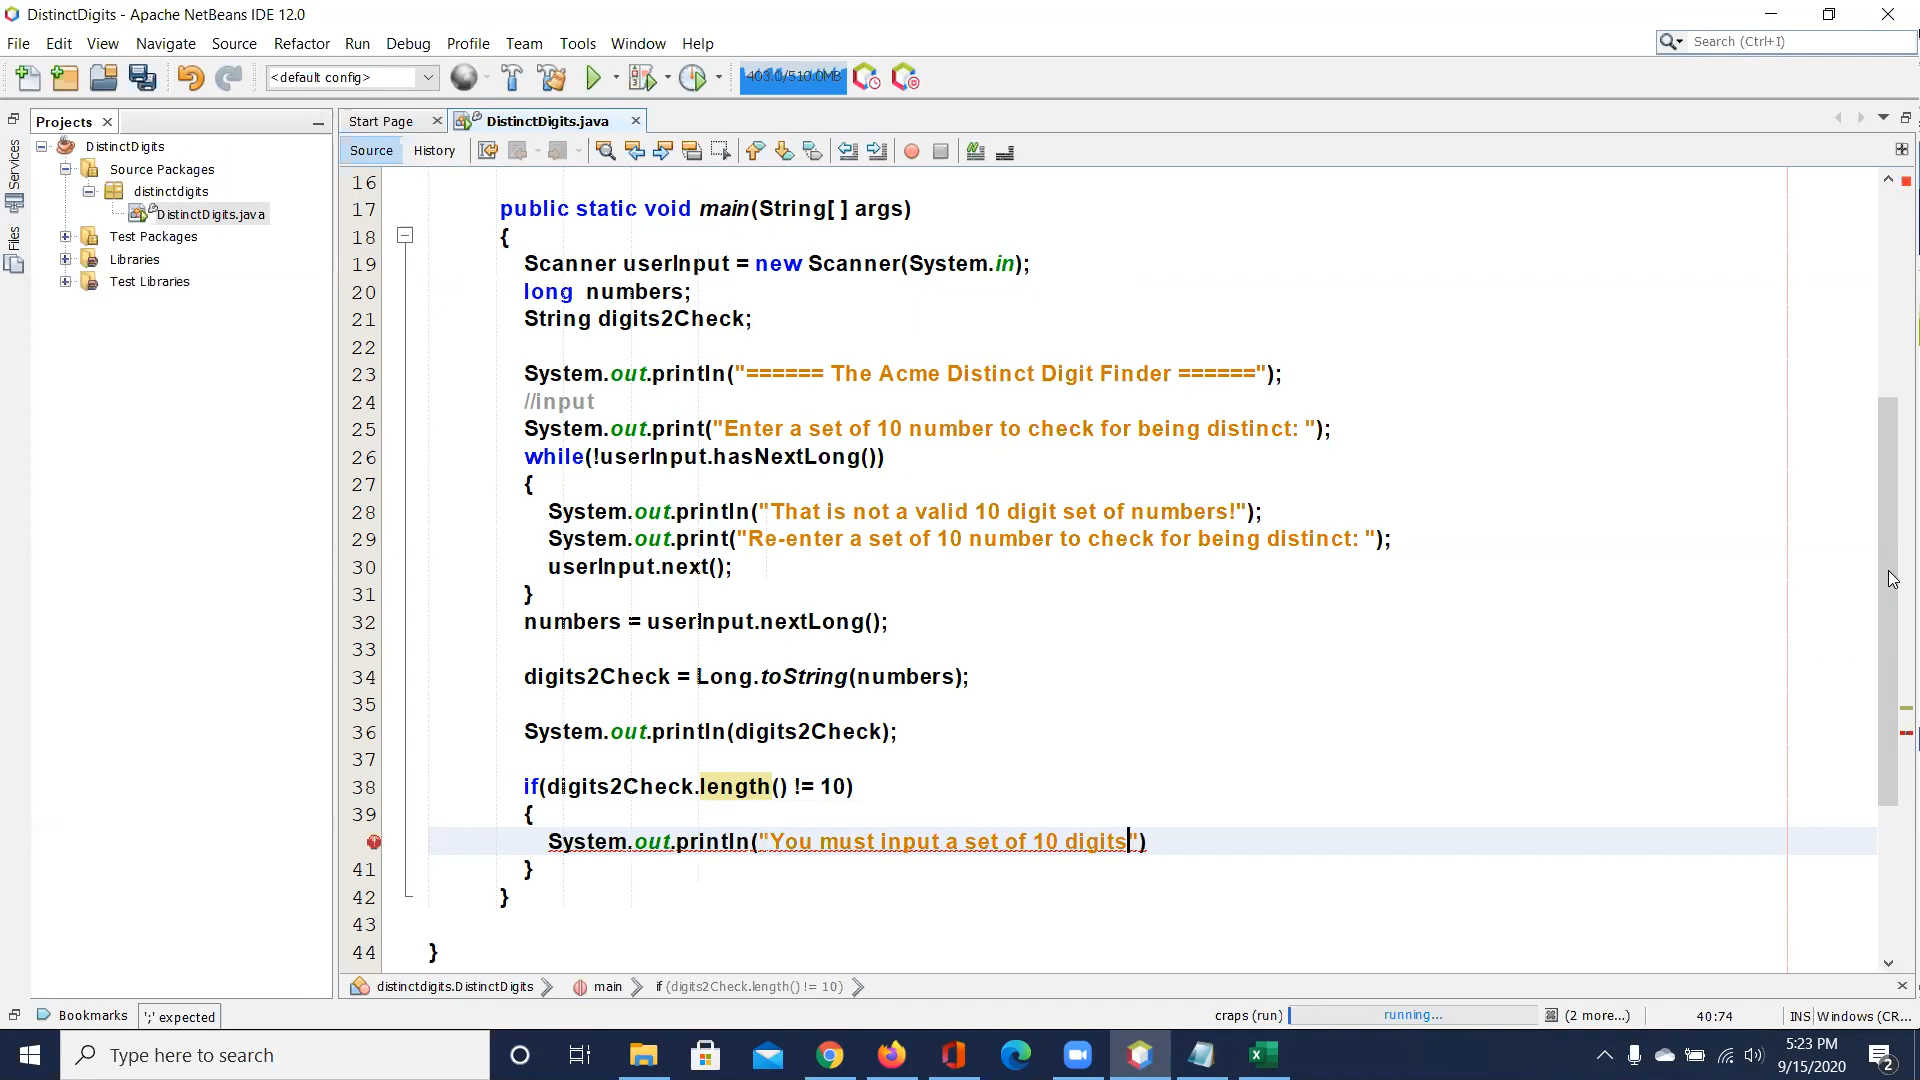 DistinctDigits - Apache NetBeans IDE 12.0
File Edit View Navigate Source Refactor Run Debug Profile Team Tools Window Help
Search (Ctrl+I)
<default config>
403.0/510.0MB
Projects
Start Page
DistinctDigits.java
Source History
Services
Files
DistinctDigits
Source Packages
distinctdigits
DistinctDigits.java
Test Packages
Libraries
Test Libraries
16
17 public static void main(String[ ] args)
18 {
19 Scanner userInput = new Scanner(System.in);
20 long  numbers;
21 String digits2Check;
22
23 System.out.println("====== The Acme Distinct Digit Finder ======");
24 //input
25 System.out.print("Enter a set of 10 number to check for being distinct: ");
26 while(!userInput.hasNextLong())
27 {
28 System.out.println("That is not a valid 10 digit set of numbers!");
29 System.out.print("Re-enter a set of 10 number to check for being distinct: ");
30 userInput.next();
31 }
32 numbers = userInput.nextLong();
33
34 digits2Check = Long.toString(numbers);
35
36 System.out.println(digits2Check);
37
38 if(digits2Check.length() != 10)
39 {
System.out.println("You must input a set of 10 digits")
41 }
42 }
43
44 }
distinctdigits.DistinctDigits main if (digits2Check.length() != 10)
Bookmarks ';' expected
craps (run) running... (2 more...) 40:74 INS Windows (CR...
Type here to search
5:23 PM
9/15/2020
2